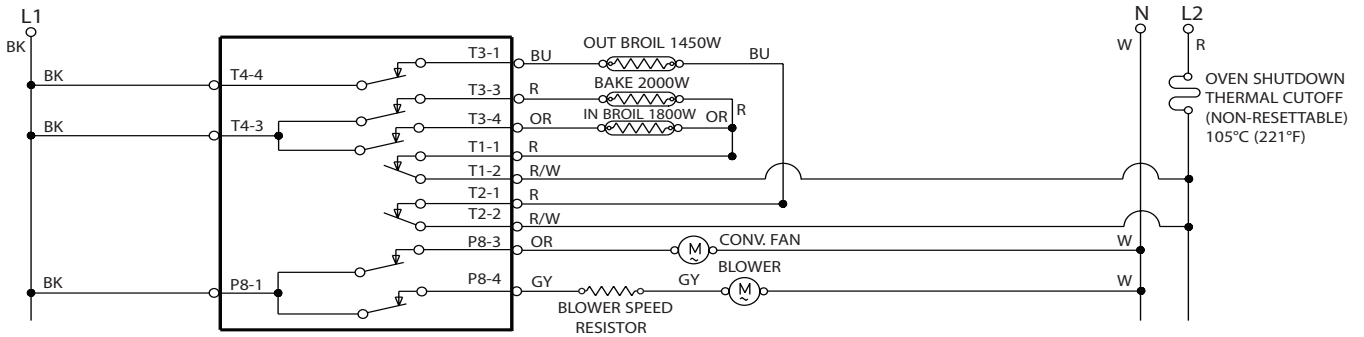 L1
N
L2
BK
W
R
BK
T4-4
T3-1
BU
OUT BROIL 1450W
BU
T3-3
R
BAKE 2000W
R
BK
T4-3
T3-4
OR
IN BROIL 1800W
OR
T1-1
R
T1-2
R/W
T2-1
R
T2-2
R/W
P8-3
OR
M
CONV. FAN
W
BK
P8-1
P8-4
GY
BLOWER SPEED
RESISTOR
GY
BLOWER
M
W
OVEN SHUTDOWN
THERMAL CUTOFF
(NON-RESETTABLE)
105°C (221°F)